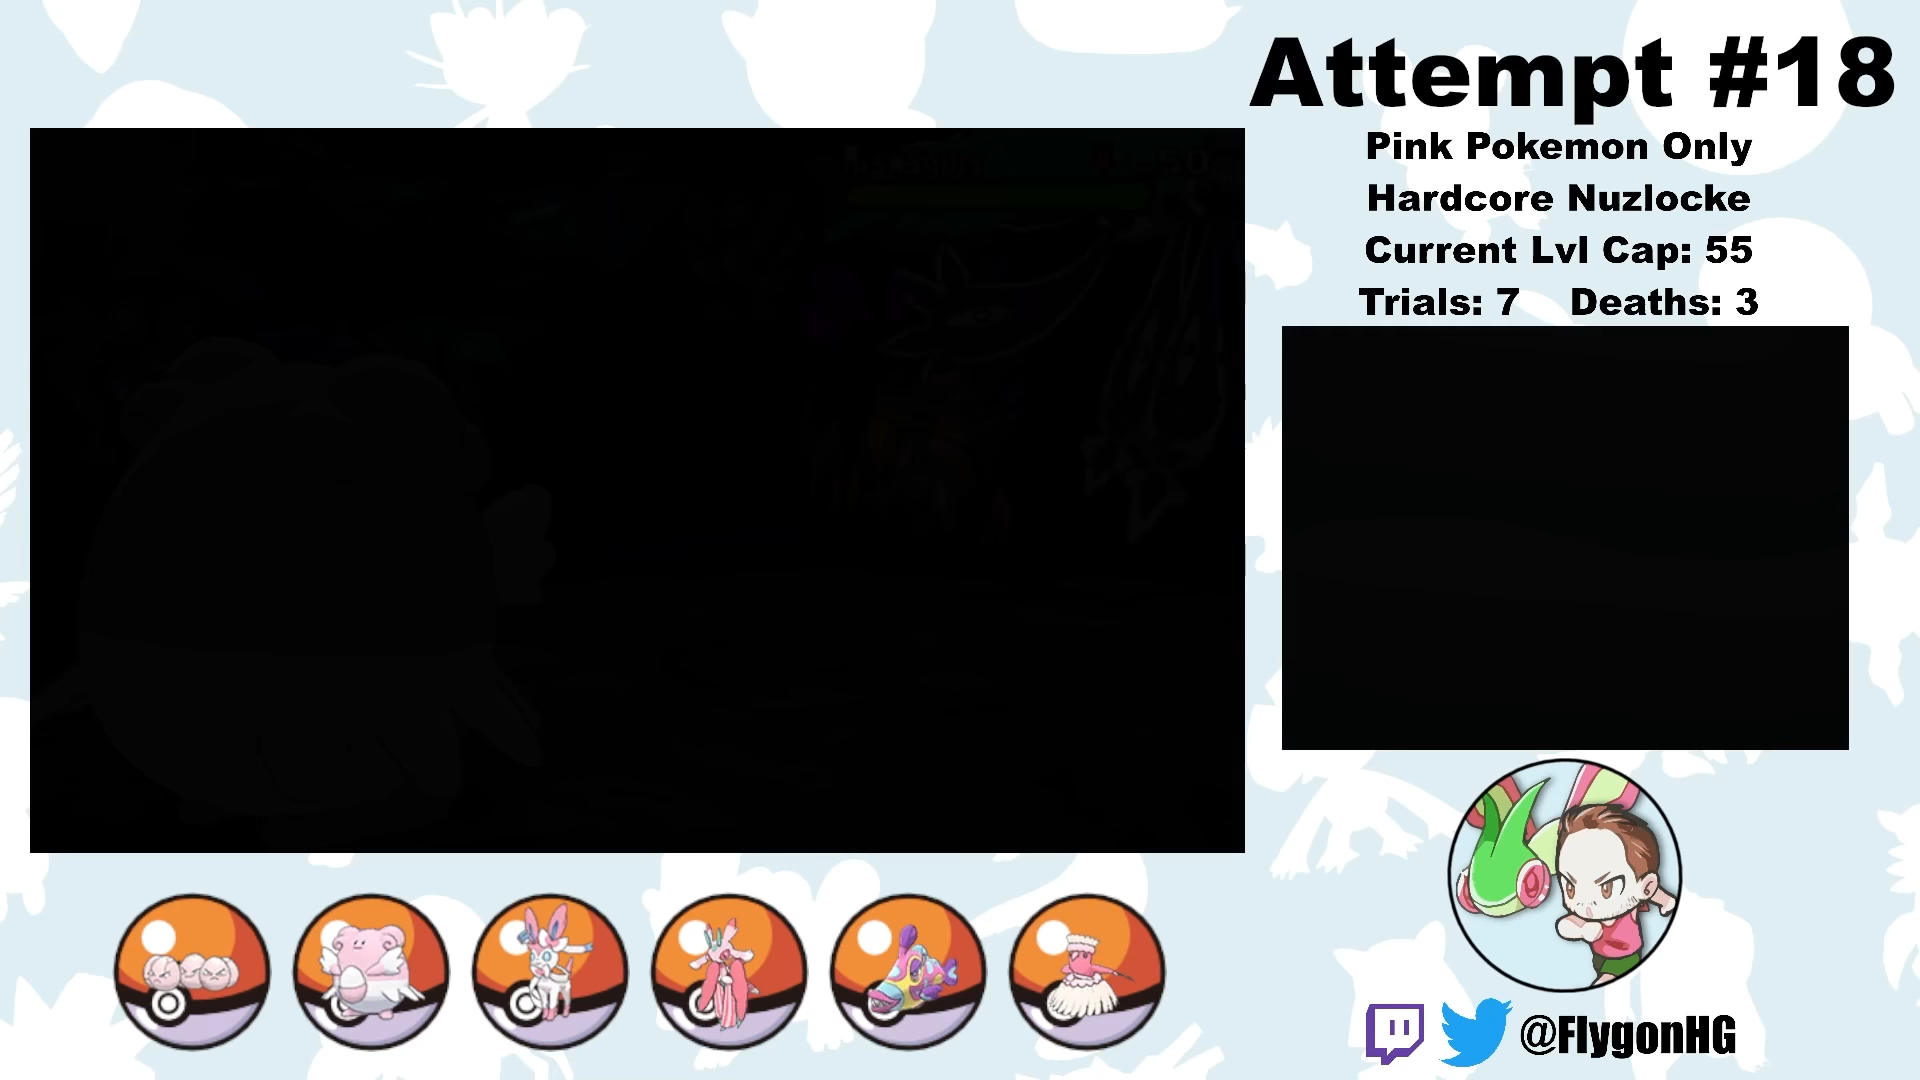 Attempt #18
Pink Pokemon Only
Hardcore Nuzlocke
Current Lvl Cap: 55
Trials: 7 Deaths: 3
@FlygonHG